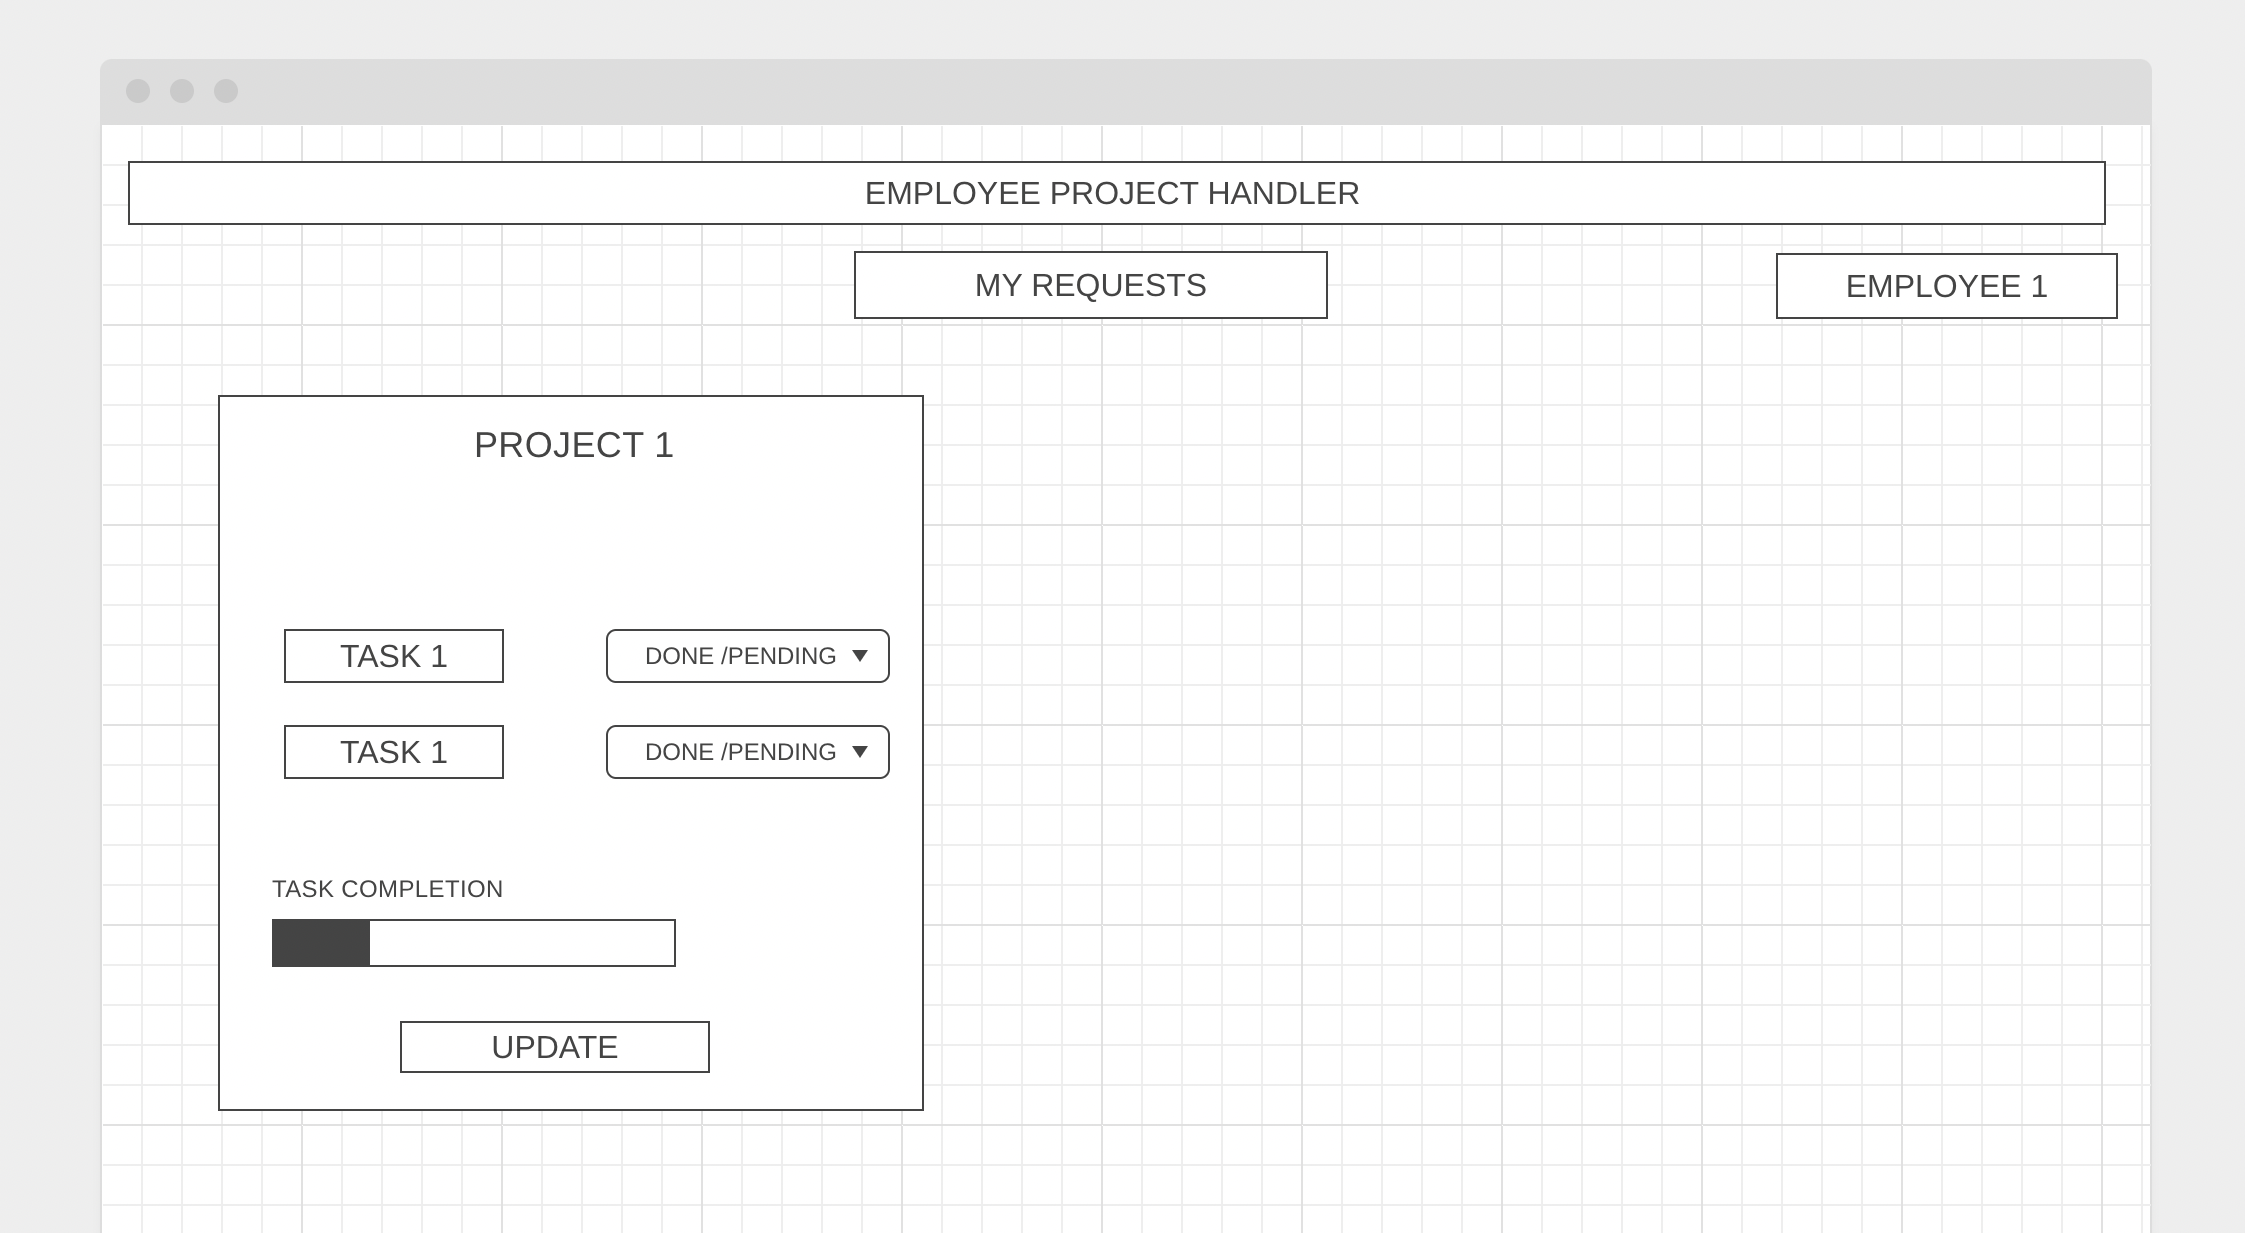 EMPLOYEE PROJECT HANDLER
MY REQUESTS
EMPLOYEE 1
PROJECT 1
TASK 1
DONE /PENDING
TASK 1
DONE /PENDING
TASK COMPLETION
UPDATE